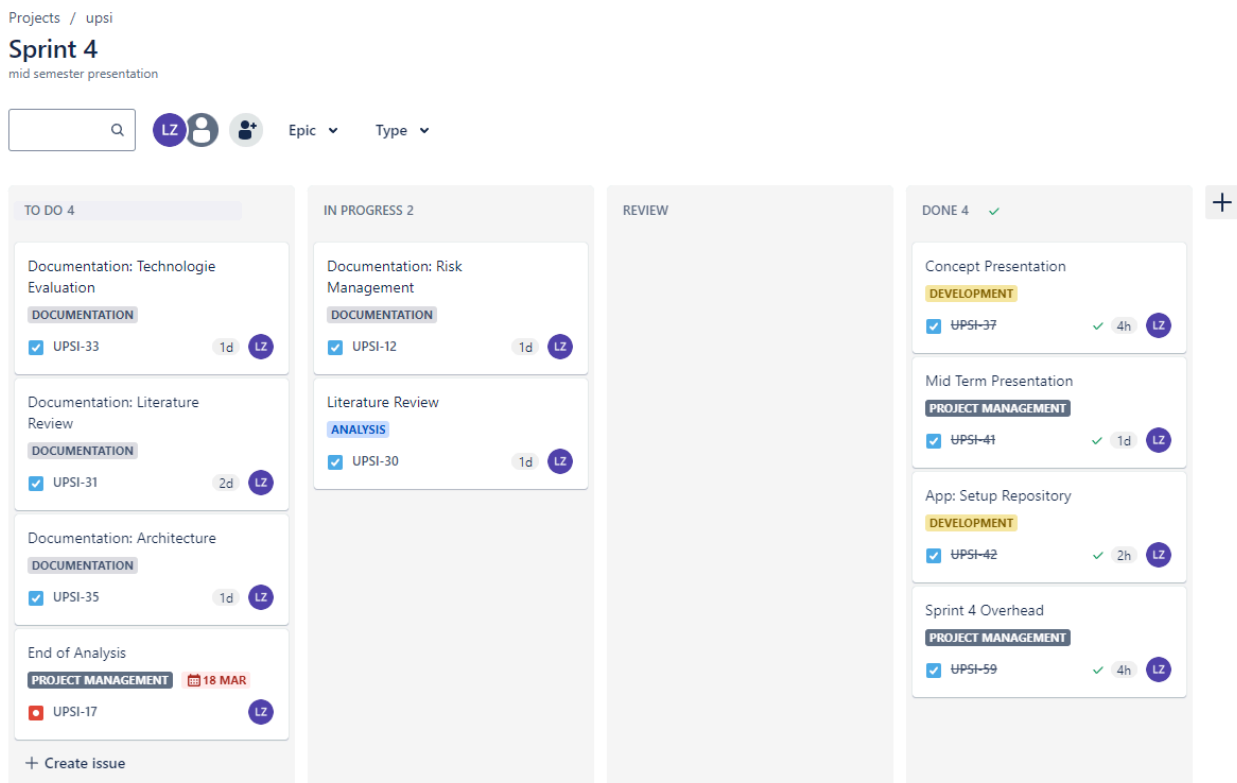 Projects / upsi
Sprint 4
mid semester presentation
LZ
Epic
Type
TO DO 4
Documentation: Technologie
Evaluation
DOCUMENTATION
UPSI-33 1d LZ
Documentation: Literature
Review
DOCUMENTATION
UPSI-31 2d LZ
Documentation: Architecture
DOCUMENTATION
UPSI-35 1d LZ
End of Analysis
PROJECT MANAGEMENT 18 MAR
UPSI-17 LZ
+ Create issue
IN PROGRESS 2
Documentation: Risk
Management
DOCUMENTATION
UPSI-12 1d LZ
Literature Review
ANALYSIS
UPSI-30 1d LZ
REVIEW
DONE 4
Concept Presentation
DEVELOPMENT
UPSI-37 4h LZ
Mid Term Presentation
PROJECT MANAGEMENT
UPSI-41 1d LZ
App: Setup Repository
DEVELOPMENT
UPSI-42 2h LZ
Sprint 4 Overhead
PROJECT MANAGEMENT
UPSI-59 4h LZ